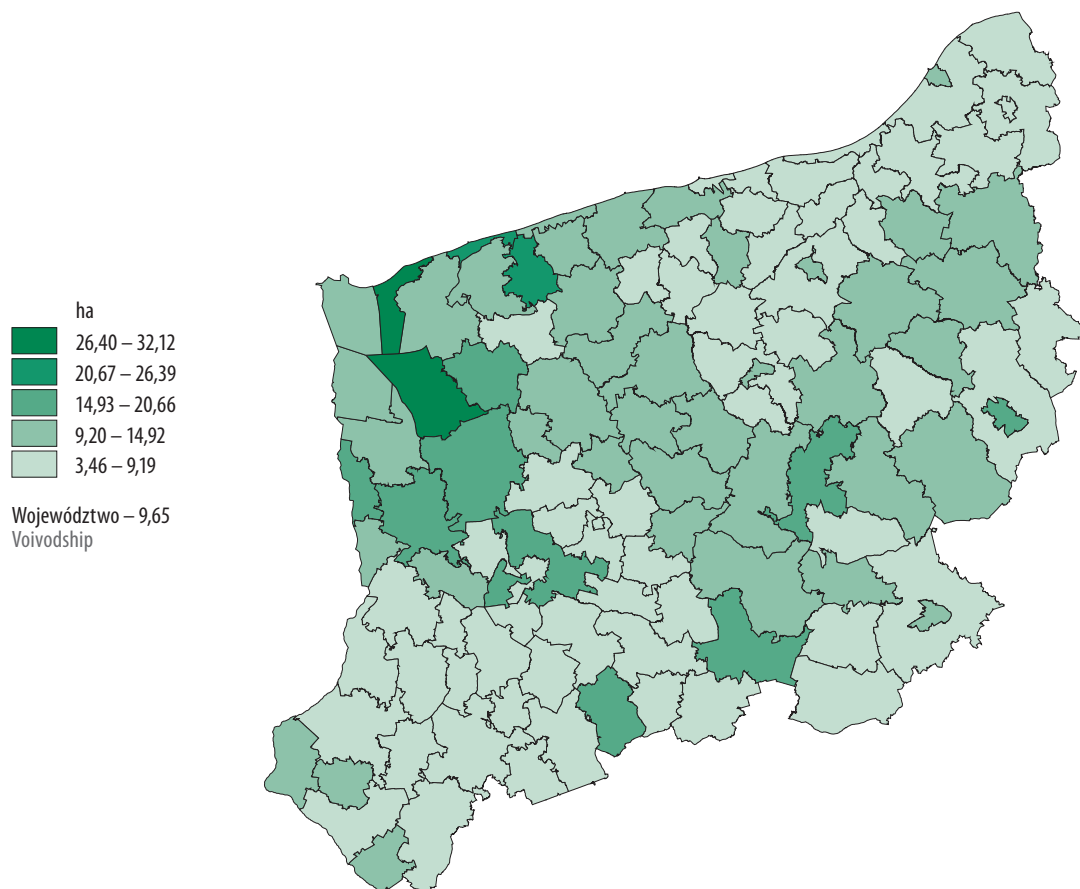 ha
26,40 – 32,12
20,67 – 26,39
14,93 – 20,66
9,20 – 14,92
3,46 – 9,19
Województwo – 9,65
Voivodship